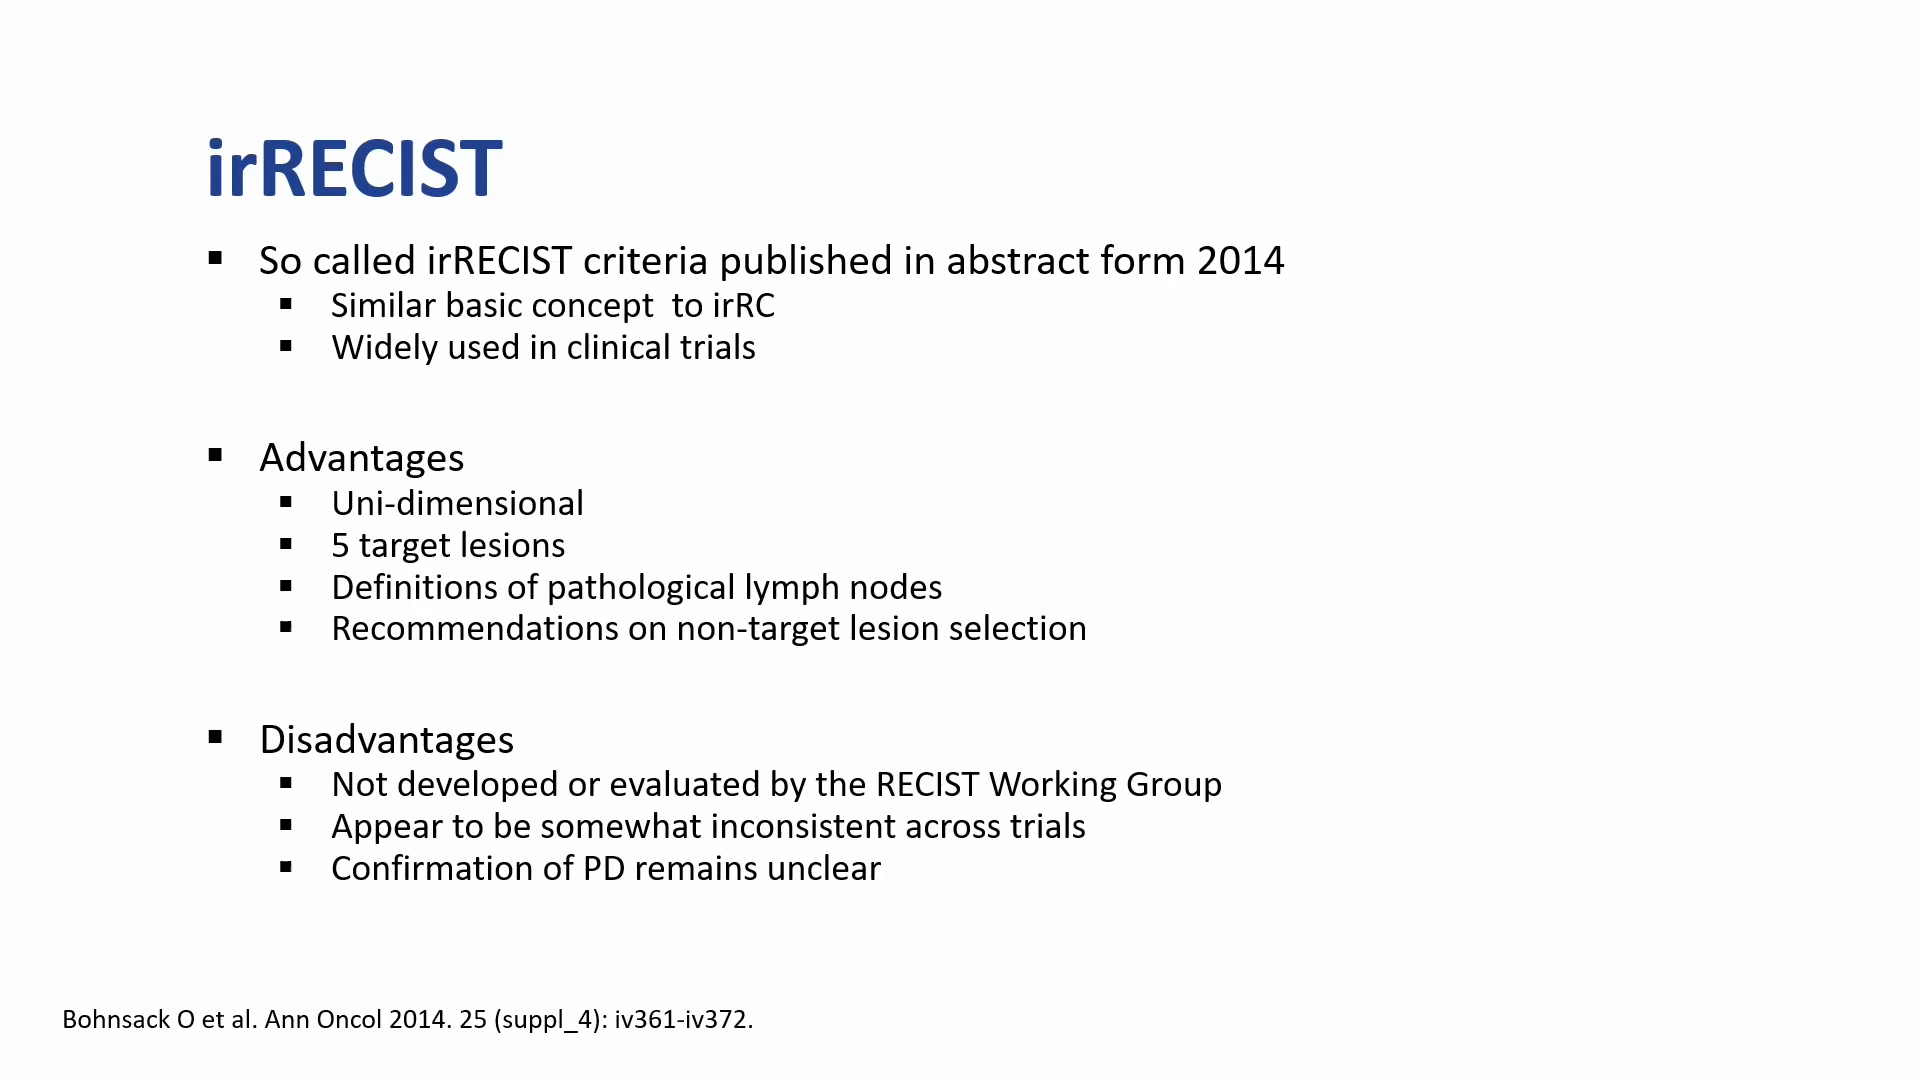 irRECIST
▪ So called irRECIST criteria published in abstract form 2014
▪ Similar basic concept  to irRC
▪ Widely used in clinical trials
▪ Advantages
▪ Uni-dimensional
▪ 5 target lesions
▪ Definitions of pathological lymph nodes
▪ Recommendations on non-target lesion selection
▪ Disadvantages
▪ Not developed or evaluated by the RECIST Working Group
▪ Appear to be somewhat inconsistent across trials
▪ Confirmation of PD remains unclear
Bohnsack O et al. Ann Oncol 2014. 25 (suppl_4): iv361-iv372.